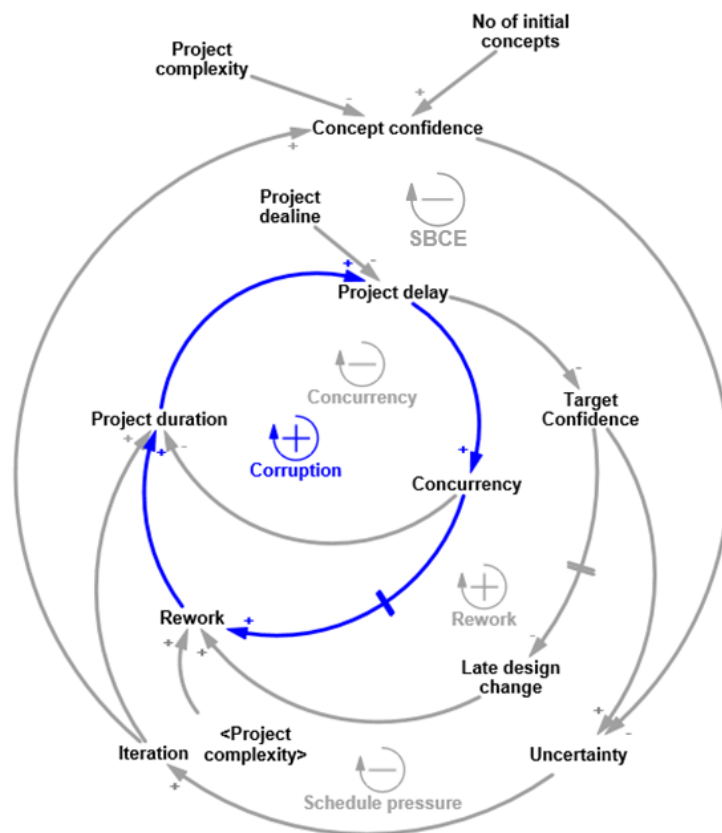 No of initial
concepts
Project
complexity
-
+
Concept confidence
+
Project
dealine
SBCE
+
-
Project delay
-
Concurrency
Target
Confidence
Project duration
+
-
+
Corruption
+
Concurrency
Rework
+
Rework
+
+
-
Late design
change
<Project
complexity>
+
-
Iteration
Uncertainty
+
Schedule pressure